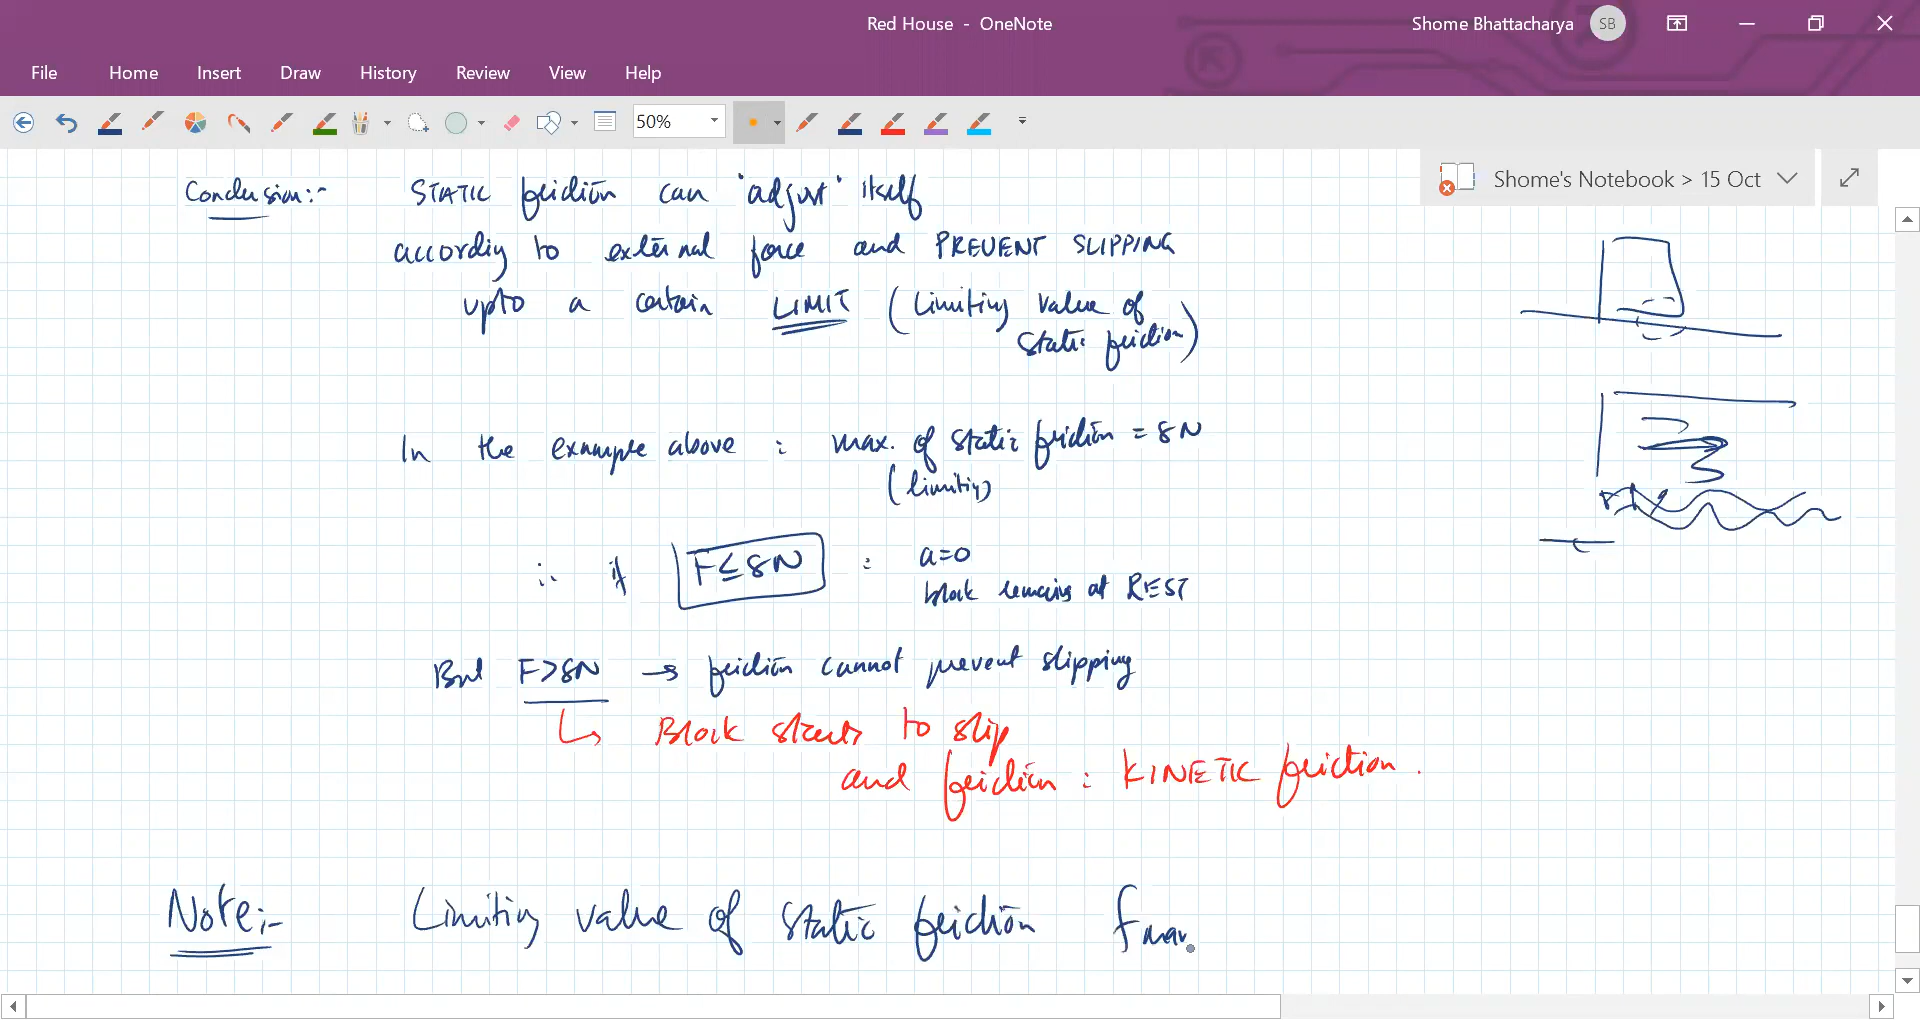 Red House - OneNote
Shome Bhattacharya SB
File Home Insert Draw History Review View Help
50%
Shome's Notebook > 15 Oct
Conclusion:- STATIC friction can 'adjust' itself
according to external force and PREVENT SLIPPING
upto a certain LIMIT (limiting value of
static friction)
In the example above : max. of static friction = 8N
(limiting)
∴ if F≤8N : a=0
block remains at REST
But F>8N → friction cannot prevent slipping
↳ Block starts to slip
and friction : KINETIC friction.
Note:- Limiting value of static friction fmax